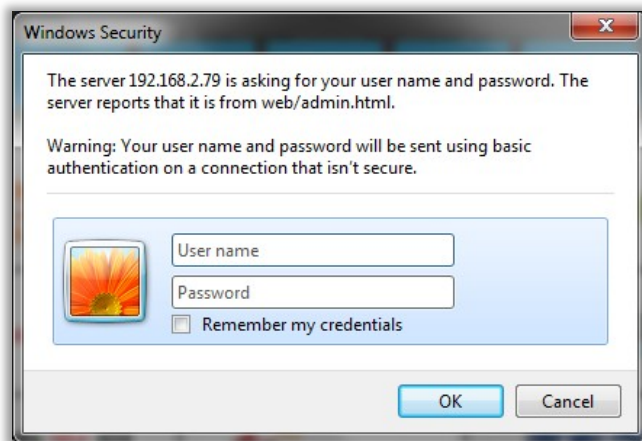 Windows Security
The server 192.168.2.79 is asking for your user name and password. The
server reports that it is from web/admin.html.
Warning: Your user name and password will be sent using basic
authentication on a connection that isn't secure.
User name
Password
Remember my credentials
OK
Cancel